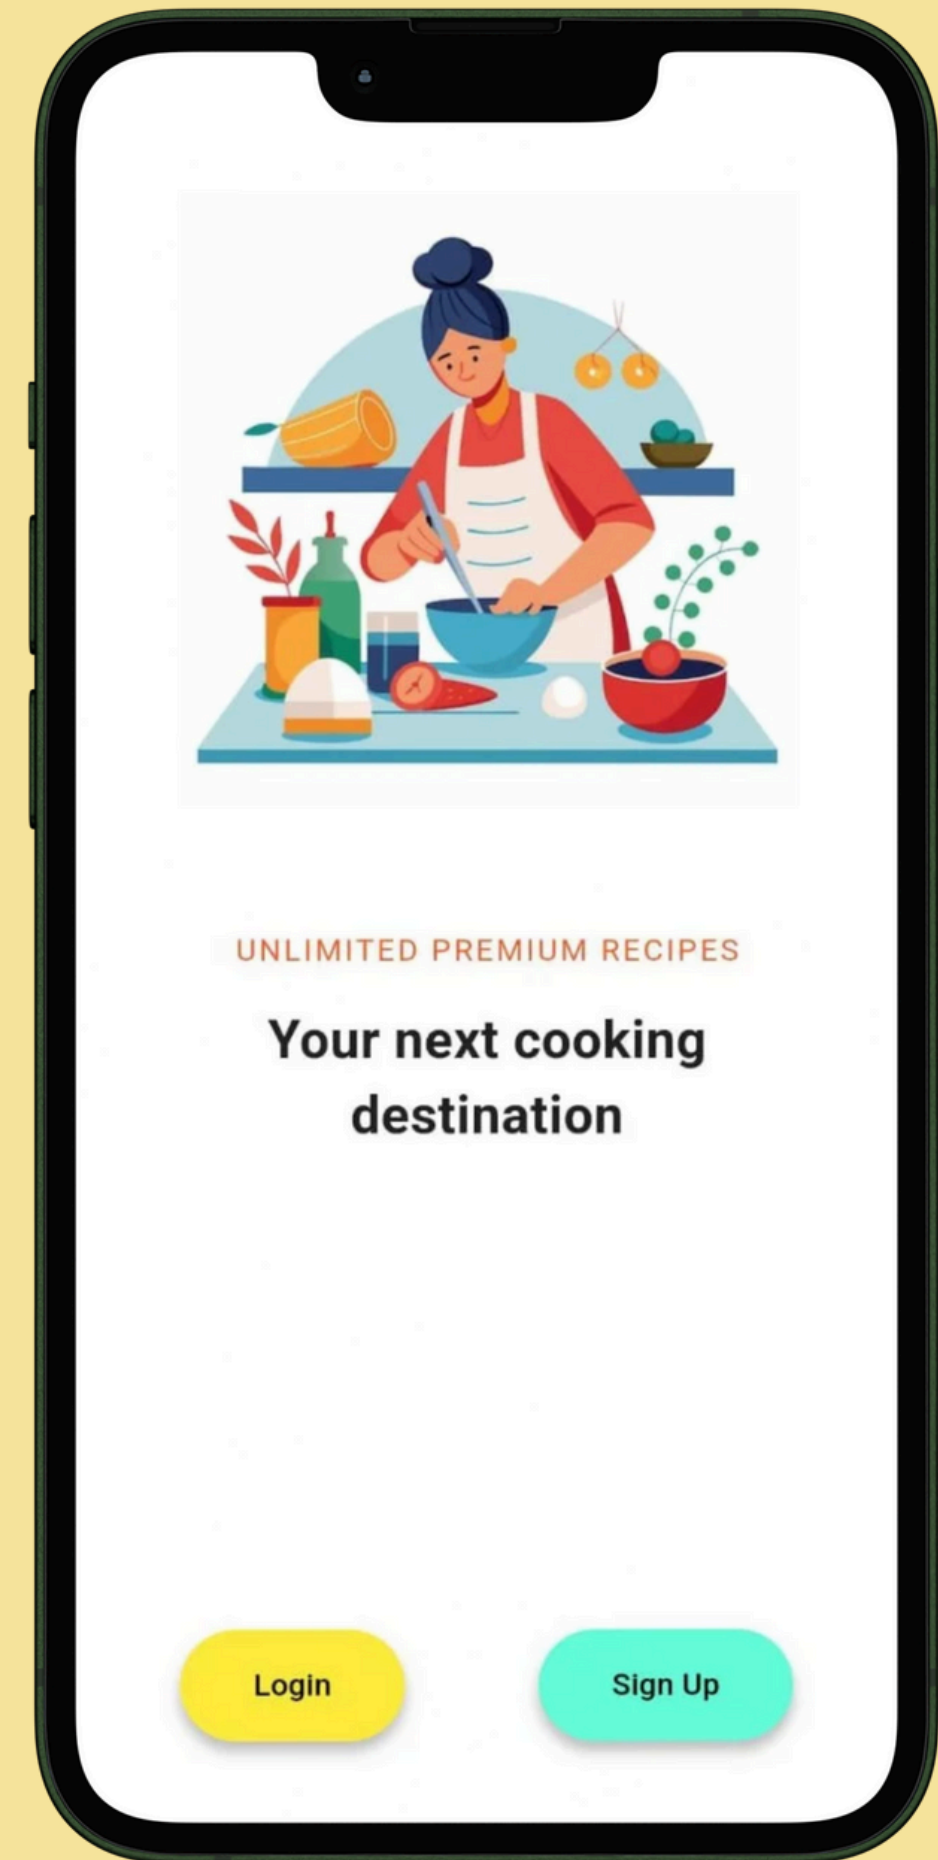 UNLIMITED PREMIUM RECIPES
Your next cooking
destination
Login
Sign Up